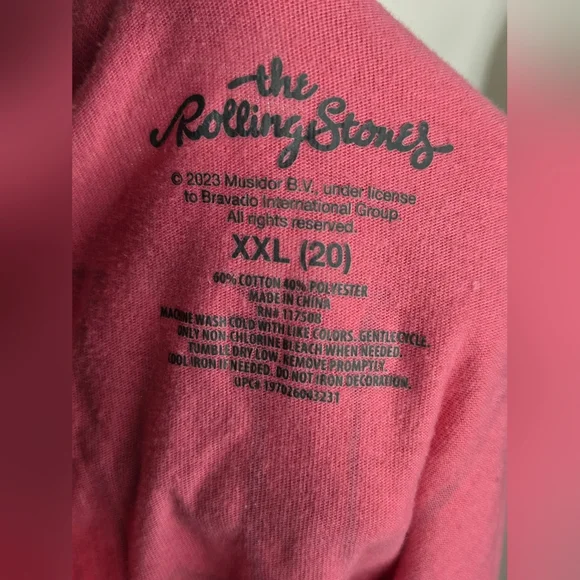 the
Rolling Stones
© 2023 Musidor B.V., under license
to Bravado International Group.
All rights reserved.
XXL (20)
60% COTTON 40% POLYESTER
MADE IN CHINA
RN# 117508
MACHINE WASH COLD WITH LIKE COLORS. GENTLE CYCLE.
ONLY NON-CHLORINE BLEACH WHEN NEEDED.
TUMBLE DRY LOW. REMOVE PROMPTLY.
IRON IF NEEDED. DO NOT IRON DECORATION.
UPC# 197026003231